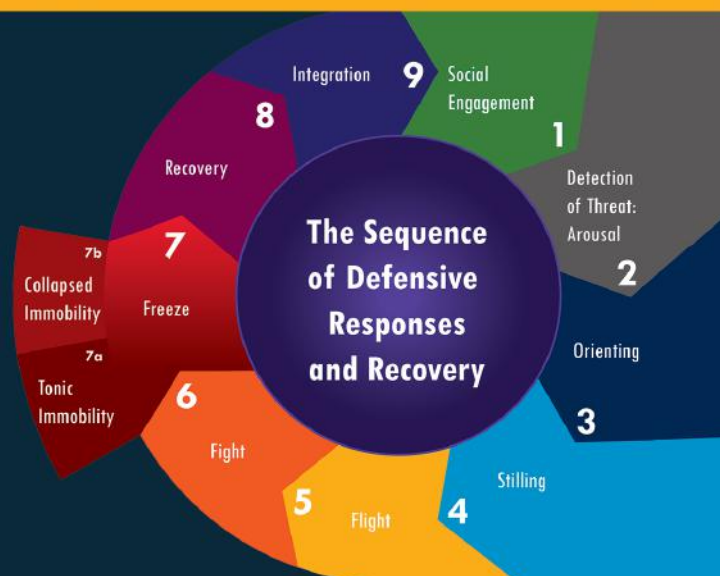 The Sequence
of Defensive
Responses
and Recovery
Social
Engagement
1
Detection
of Threat:
Arousal
2
Orienting
3
Stilling
4
Flight
5
Fight
6
Freeze
7
Tonic
Immobility
7a
Collapsed
Immobility
7b
Recovery
8
Integration
9